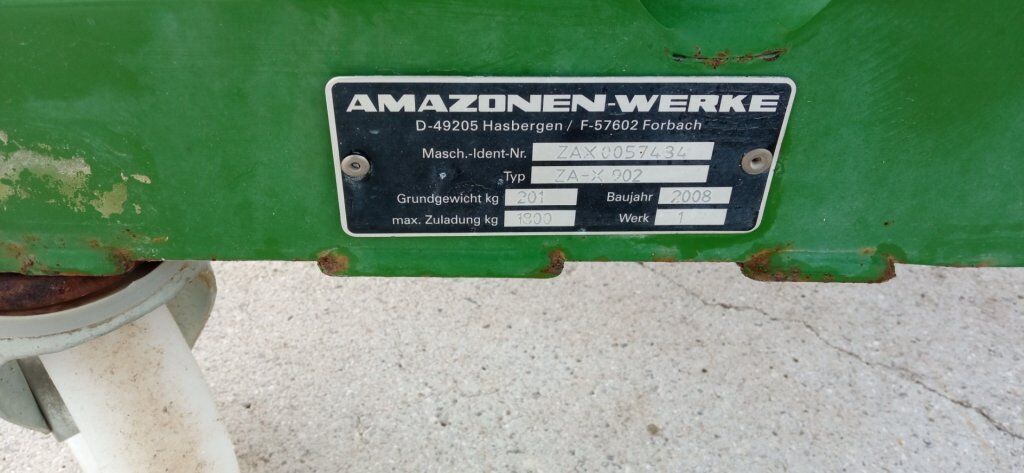 AMAZONEN-WERKE
D-49205 Hasbergen / F-57602 Forbach
Masch.-Ident-Nr. ZAX0057434
Typ ZA-X 902
Grundgewicht kg 201 Baujahr 2008
max. Zuladung kg 1800 Werk 1